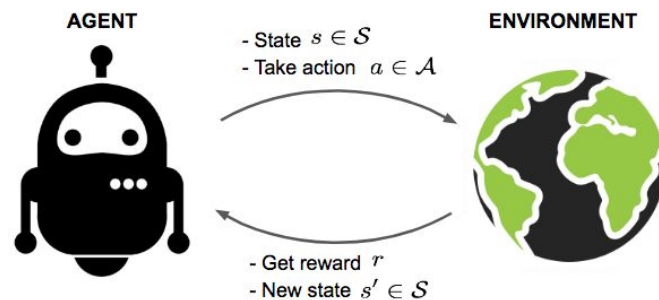 AGENT
ENVIRONMENT
- State s ∈ 𝒮
- Take action a ∈ 𝒜
- Get reward r
- New state s′ ∈ 𝒮